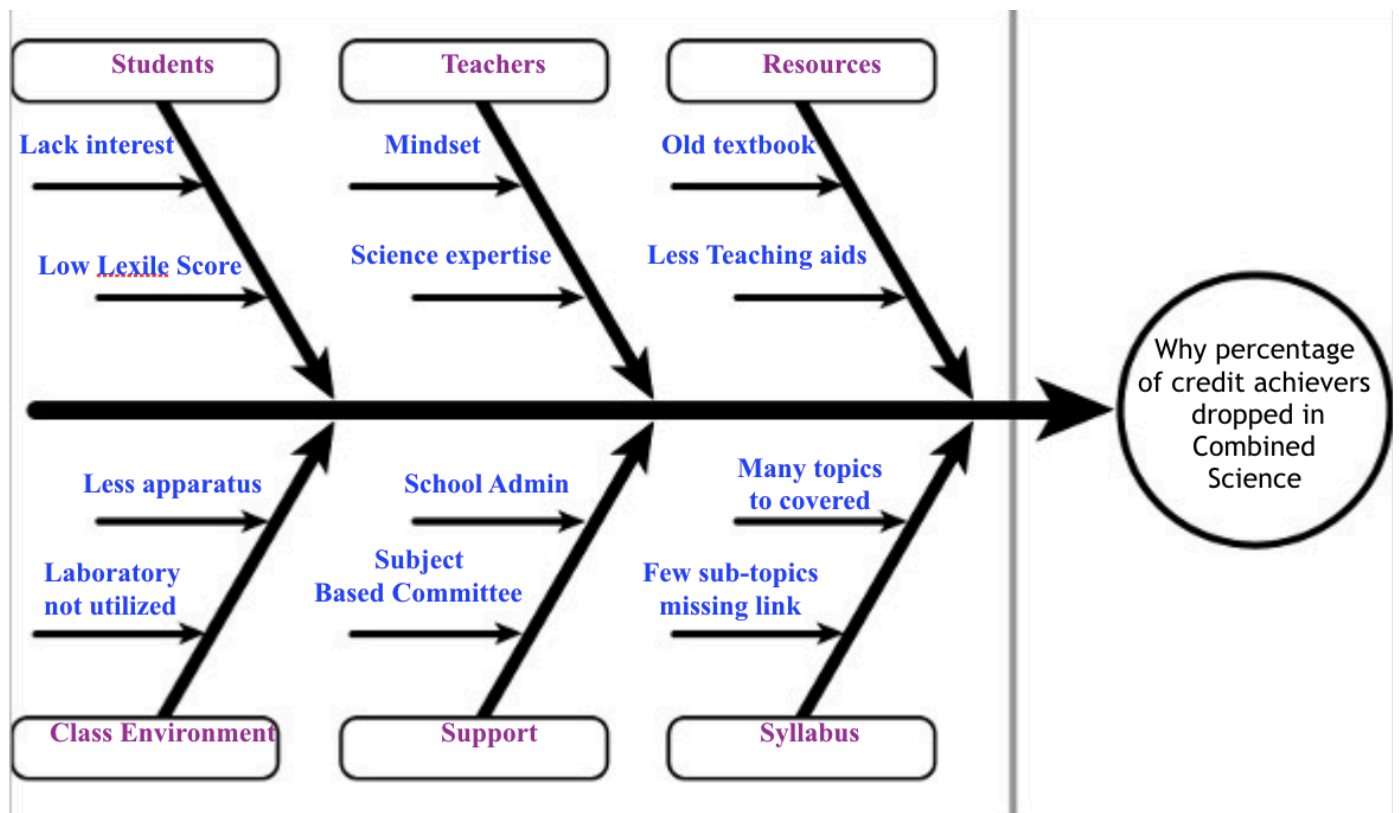 Students
Teachers
Resources
Lack interest
Mindset
Old textbook
Low Lexile Score
Science expertise
Less Teaching aids
Why percentage
of credit achievers
dropped in
Combined
Science
Less apparatus
School Admin
Many topics
to covered
Laboratory
not utilized
Subject
Based Committee
Few sub-topics
missing link
Class Environment
Support
Syllabus